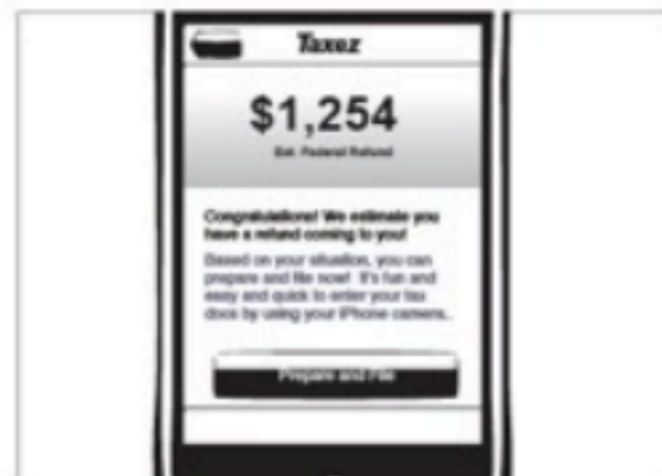 Taxez
$1,254
Est. Federal Refund
Congratulations! We estimate you
have a refund coming to you!
Based on your situation, you can
prepare and file now! It's fun and
easy and quick to enter your tax
docs by using your iPhone camera.
Prepare and File